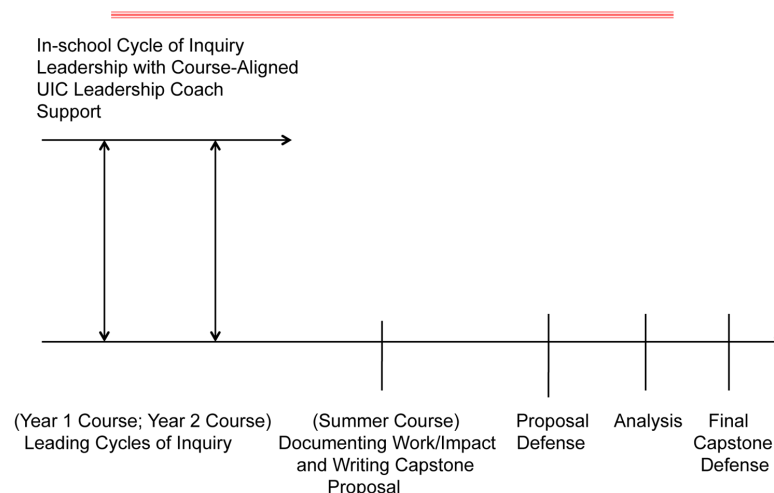 In-school Cycle of Inquiry
Leadership with Course-Aligned
UIC Leadership Coach
Support
(Year 1 Course; Year 2 Course)
Leading Cycles of Inquiry
(Summer Course)
Documenting Work/Impact
and Writing Capstone
Proposal
Proposal
Defense
Analysis
Final
Capstone
Defense